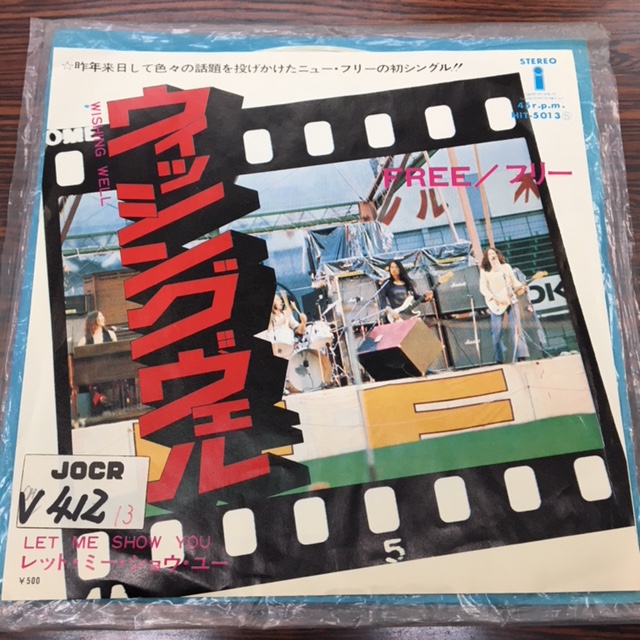 ☆昨年来日して色々の話題を投げかけたニュー・フリーの初シングル!!
STEREO
i
45r.p.m.
HIT-5013Ⓢ
WISHING WELL
ウィッシングウェル
FREE/フリー
JOCR
V412
13
LET ME SHOW YOU
レット・ミー・ショウ・ユー
¥500
5